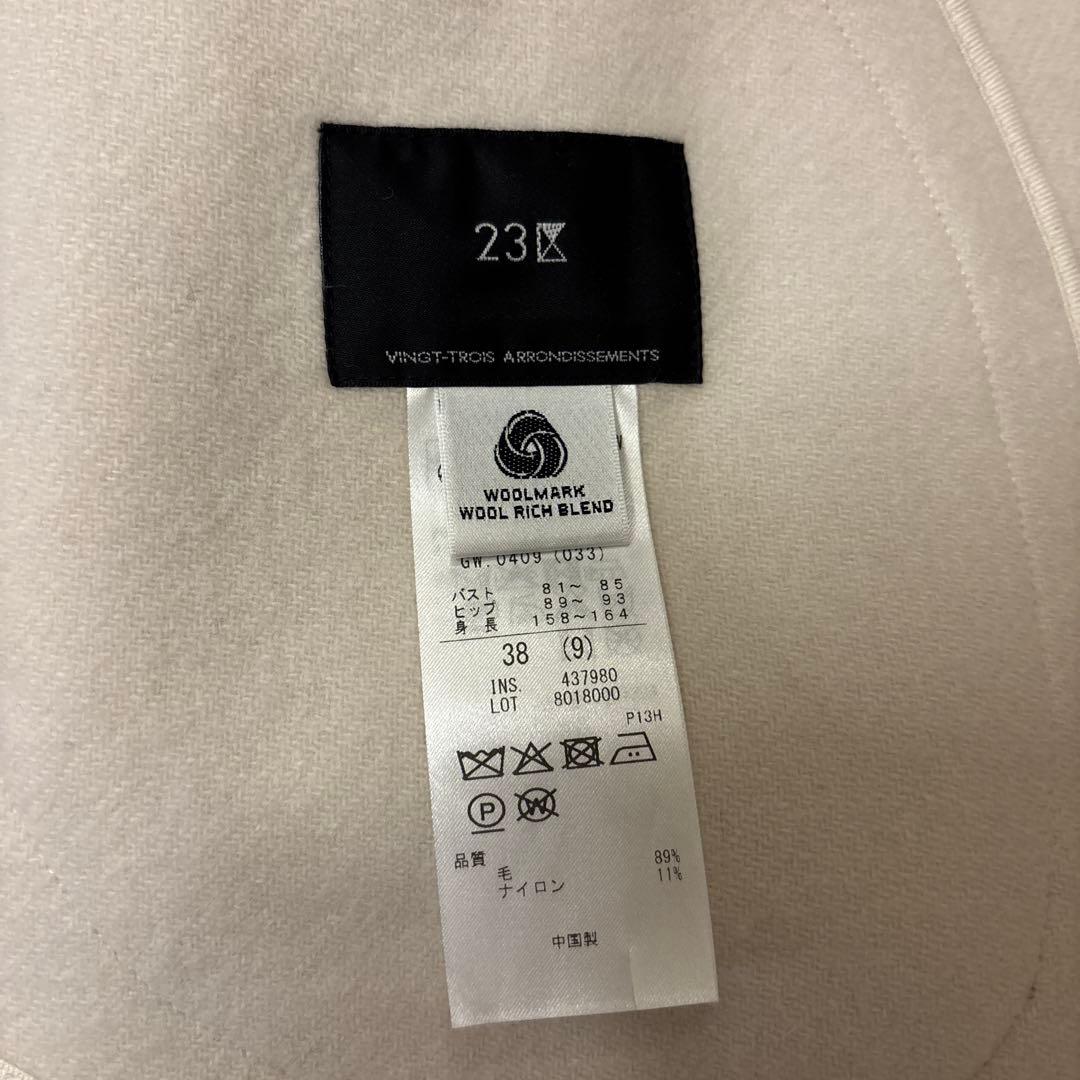 23区
VINGT-TROIS ARRONDISSEMENTS
WOOLMARK
WOOL RICH BLEND
GW. 0409 (033)
バスト 81～ 85
ヒップ 89～ 93
身長 158～164
38 (9)
INS. 437980
LOT 8018000
P13H
P
W
品質
毛 89%
ナイロン 11%
中国製